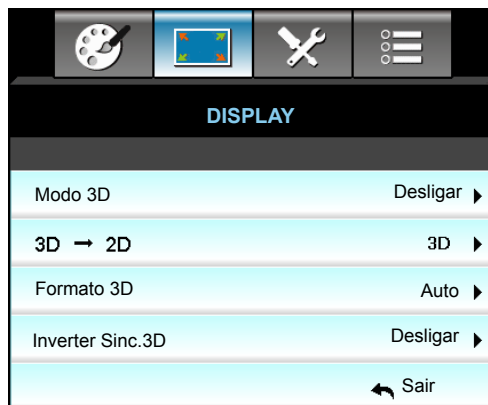 DISPLAY
Modo 3D Desligar
3D → 2D 3D
Formato 3D Auto
Inverter Sinc.3D Desligar
Sair